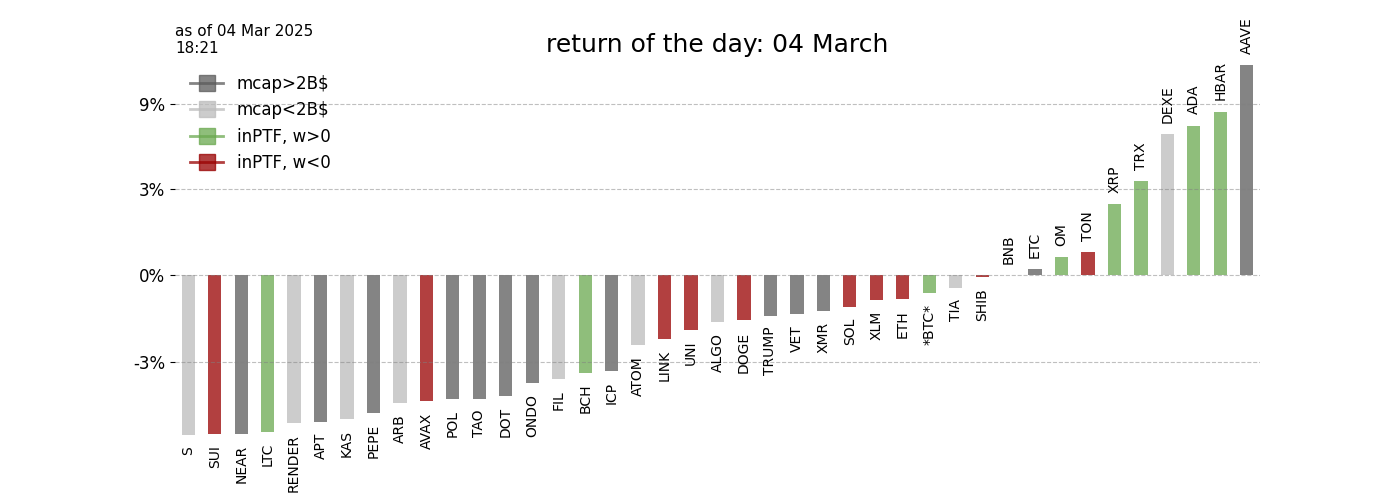 as of 04 Mar 2025
18:21
return of the day: 04 March
mcap>2B$
mcap<2B$
inPTF, w>0
inPTF, w<0
9%
3%
0%
-3%
S
SUI
NEAR
LTC
RENDER
APT
KAS
PEPE
ARB
AVAX
POL
TAO
DOT
ONDO
FIL
BCH
ICP
ATOM
LINK
UNI
ALGO
DOGE
TRUMP
VET
XMR
SOL
XLM
ETH
*BTC*
TIA
SHIB
BNB
ETC
OM
TON
XRP
TRX
DEXE
ADA
HBAR
AAVE